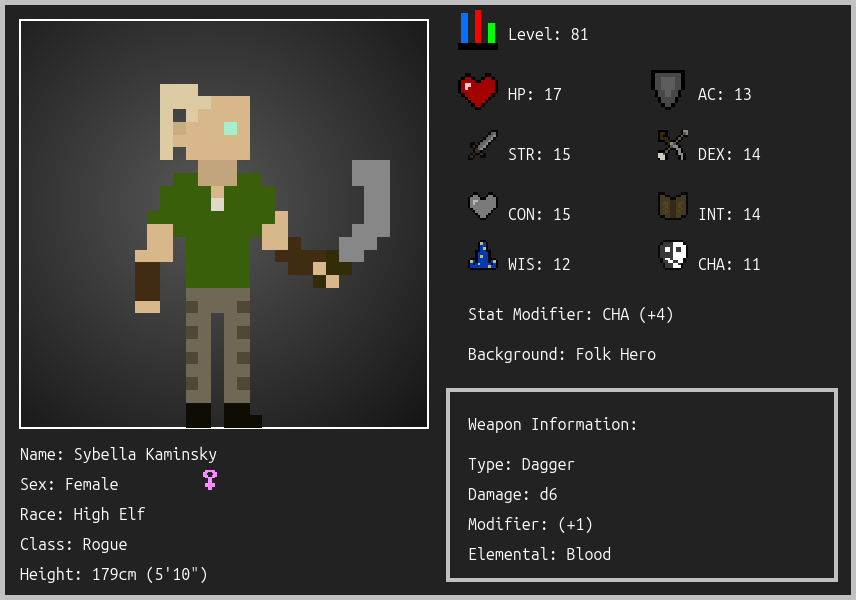 Level: 81
HP: 17
AC: 13
STR: 15
DEX: 14
CON: 15
INT: 14
WIS: 12
CHA: 11
Stat Modifier: CHA (+4)
Background: Folk Hero
Name: Sybella Kaminsky
Sex: Female
Race: High Elf
Class: Rogue
Height: 179cm (5'10")
Weapon Information:
Type: Dagger
Damage: d6
Modifier: (+1)
Elemental: Blood